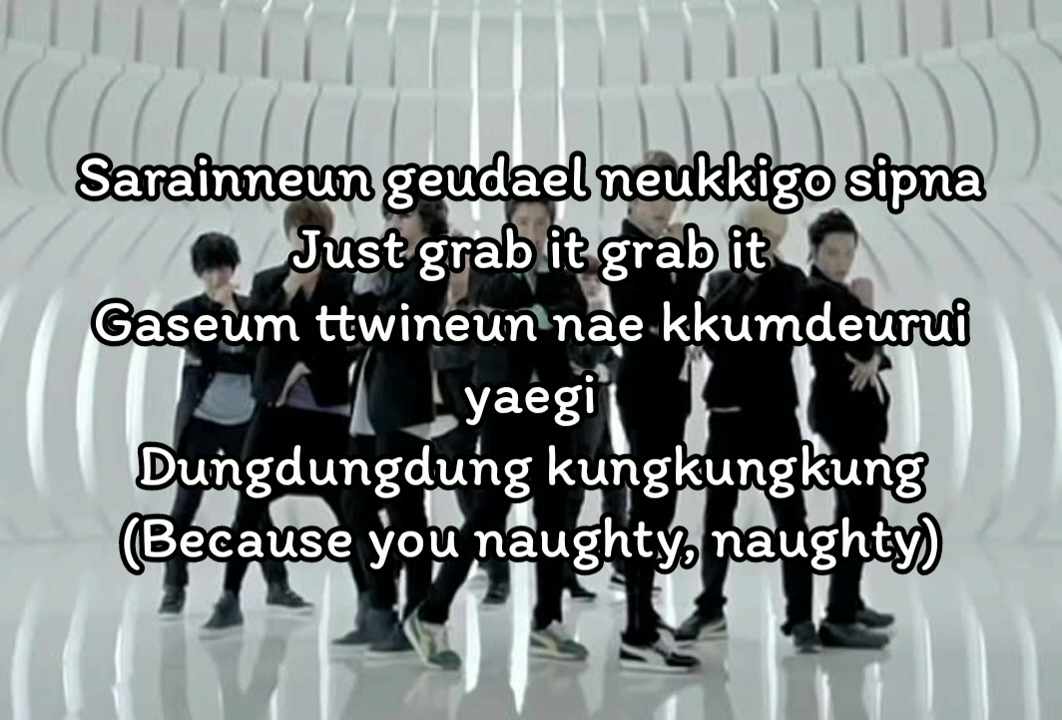 Sarainneun geudael neukkigo sipna
Just grab it grab it
Gaseum ttwineun nae kkumdeurui
yaegi
Dungdungdung kungkungkung
(Because you naughty, naughty)